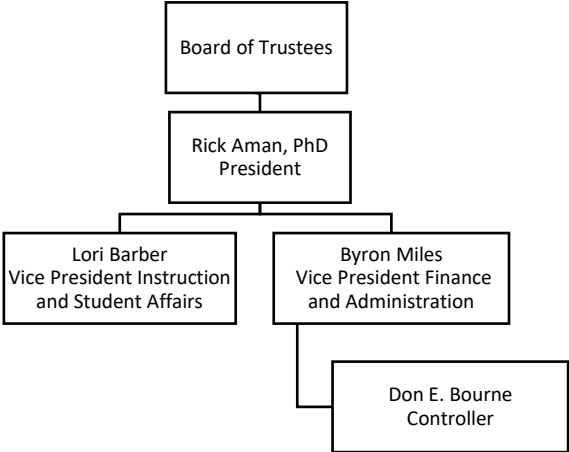 Board of Trustees
Rick Aman, PhD
President
Lori Barber
Vice President Instruction
and Student Affairs
Byron Miles
Vice President Finance
and Administration
Don E. Bourne
Controller